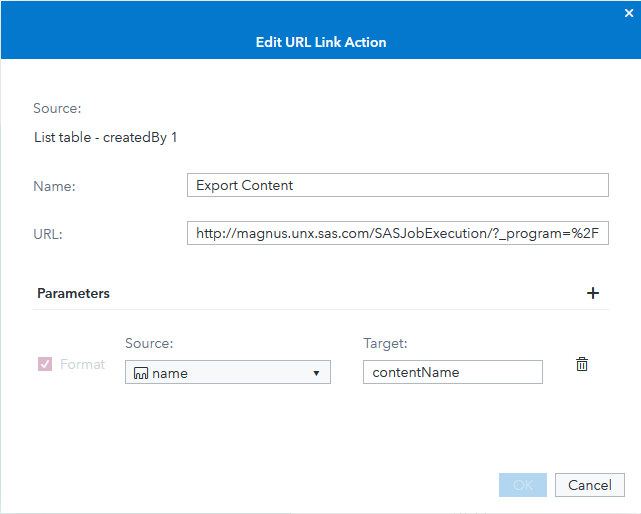 Edit URL Link Action
Source:
List table - createdBy 1
Name:
Export Content
URL:
http://magnus.unx.sas.com/SASJobExecution/?_program=%2F
Parameters
Source:
Target:
Format
name
contentName
OK
Cancel